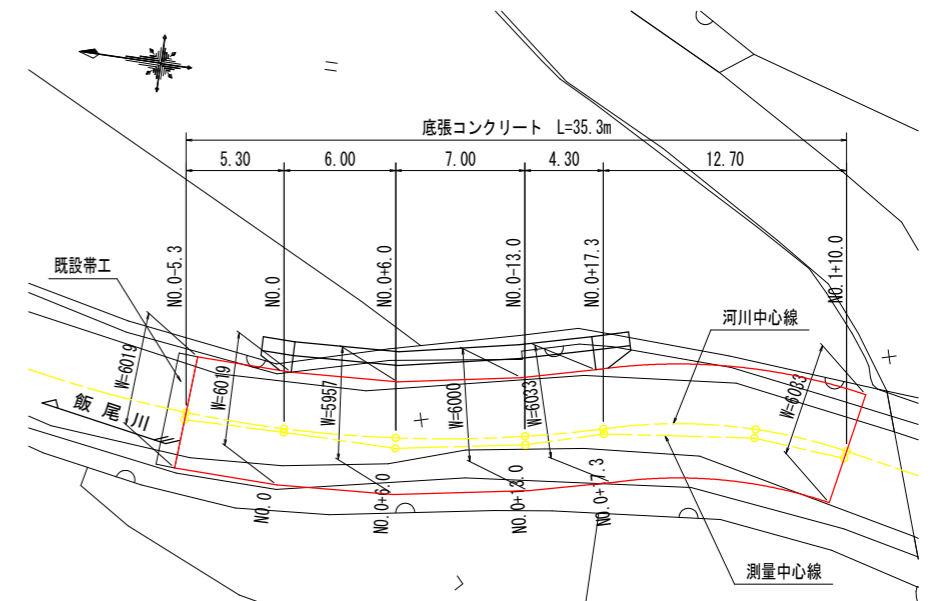 底張コンクリート L=35.3m
5.30
6.00
7.00
4.30
12.70
NO.0-5.3
NO.0
NO.0+6.0
NO.0-13.0
NO.0+17.3
NO.1+10.0
既設帯工
河川中心線
W=6019
W=6019
W=5957
W=6000
W=6033
W=6033
飯尾川
NO.0
NO.0+6.0
NO.0+13.0
NO.0+17.3
測量中心線